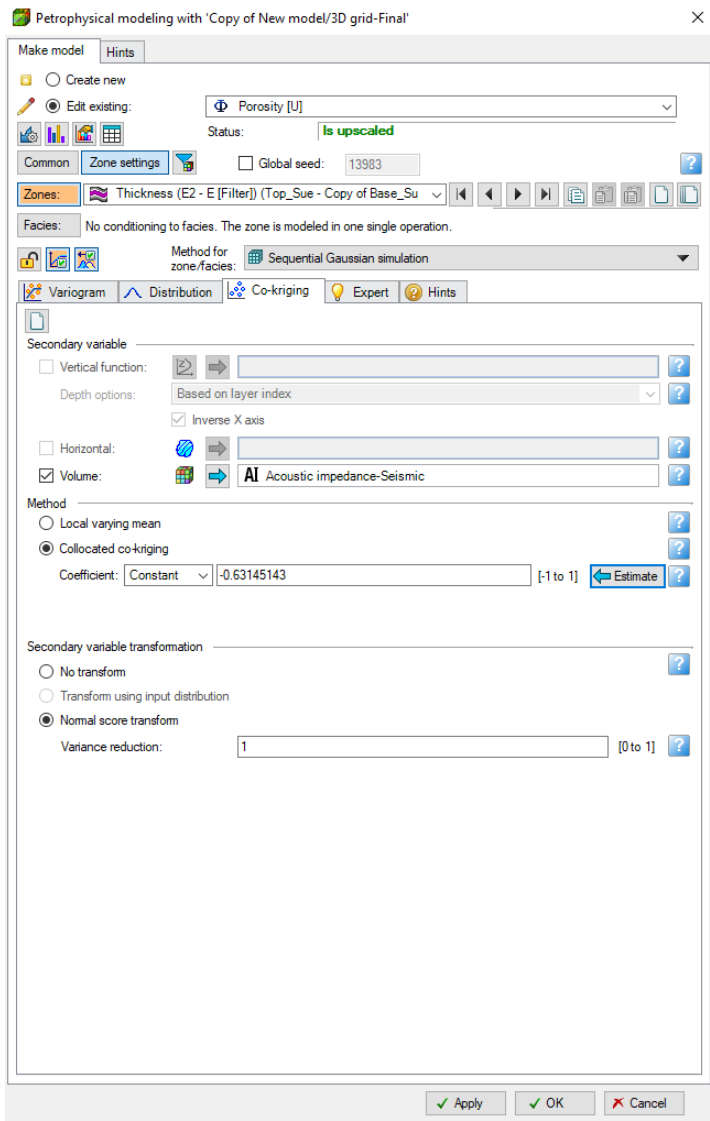 Petrophysical modeling with 'Copy of New model/3D grid-Final'
Make model Hints
Create new
Edit existing: Φ Porosity [U]
Status: Is upscaled
Common Zone settings Global seed: 13983 ?
Zones: Thickness (E2 - E [Filter]) (Top_Sue - Copy of Base_Su
Facies: No conditioning to facies. The zone is modeled in one single operation.
Method for
zone/facies: Sequential Gaussian simulation
Variogram Distribution Co-kriging Expert Hints
Secondary variable
Vertical function: ?
Depth options: Based on layer index ?
Inverse X axis
Horizontal: ?
Volume: AI Acoustic impedance-Seismic ?
Method
Local varying mean ?
Collocated co-kriging ?
Coefficient: Constant -0.63145143 [-1 to 1] Estimate ?
Secondary variable transformation
No transform ?
Transform using input distribution
Normal score transform
Variance reduction: 1 [0 to 1] ?
Apply OK Cancel